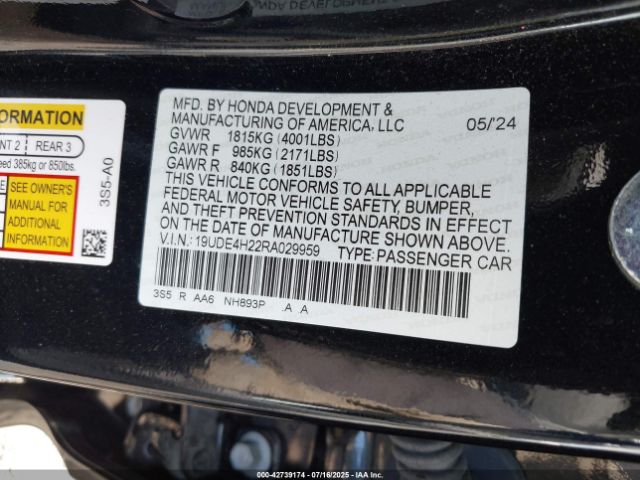 MFD. BY HONDA DEVELOPMENT &
MANUFACTURING OF AMERICA, LLC 05/'24
GVWR 1815KG (4001LBS)
GAWR F 985KG (2171LBS)
GAWR R 840KG (1851LBS)
THIS VEHICLE CONFORMS TO ALL APPLICABLE
FEDERAL MOTOR VEHICLE SAFETY, BUMPER,
AND THEFT PREVENTION STANDARDS IN EFFECT
ON THE DATE OF MANUFACTURE SHOWN ABOVE.
V.I.N.: 19UDE4H22RA029959 TYPE: PASSENGER CAR
3S5 R AA6 NH893P .A A
REAR 3
385kg or 850lbs.
SEE OWNER'S
MANUAL FOR
ADDITIONAL
INFORMATION
3S5-A0
000-42739174 | 07/16/2025 | IAA Inc.